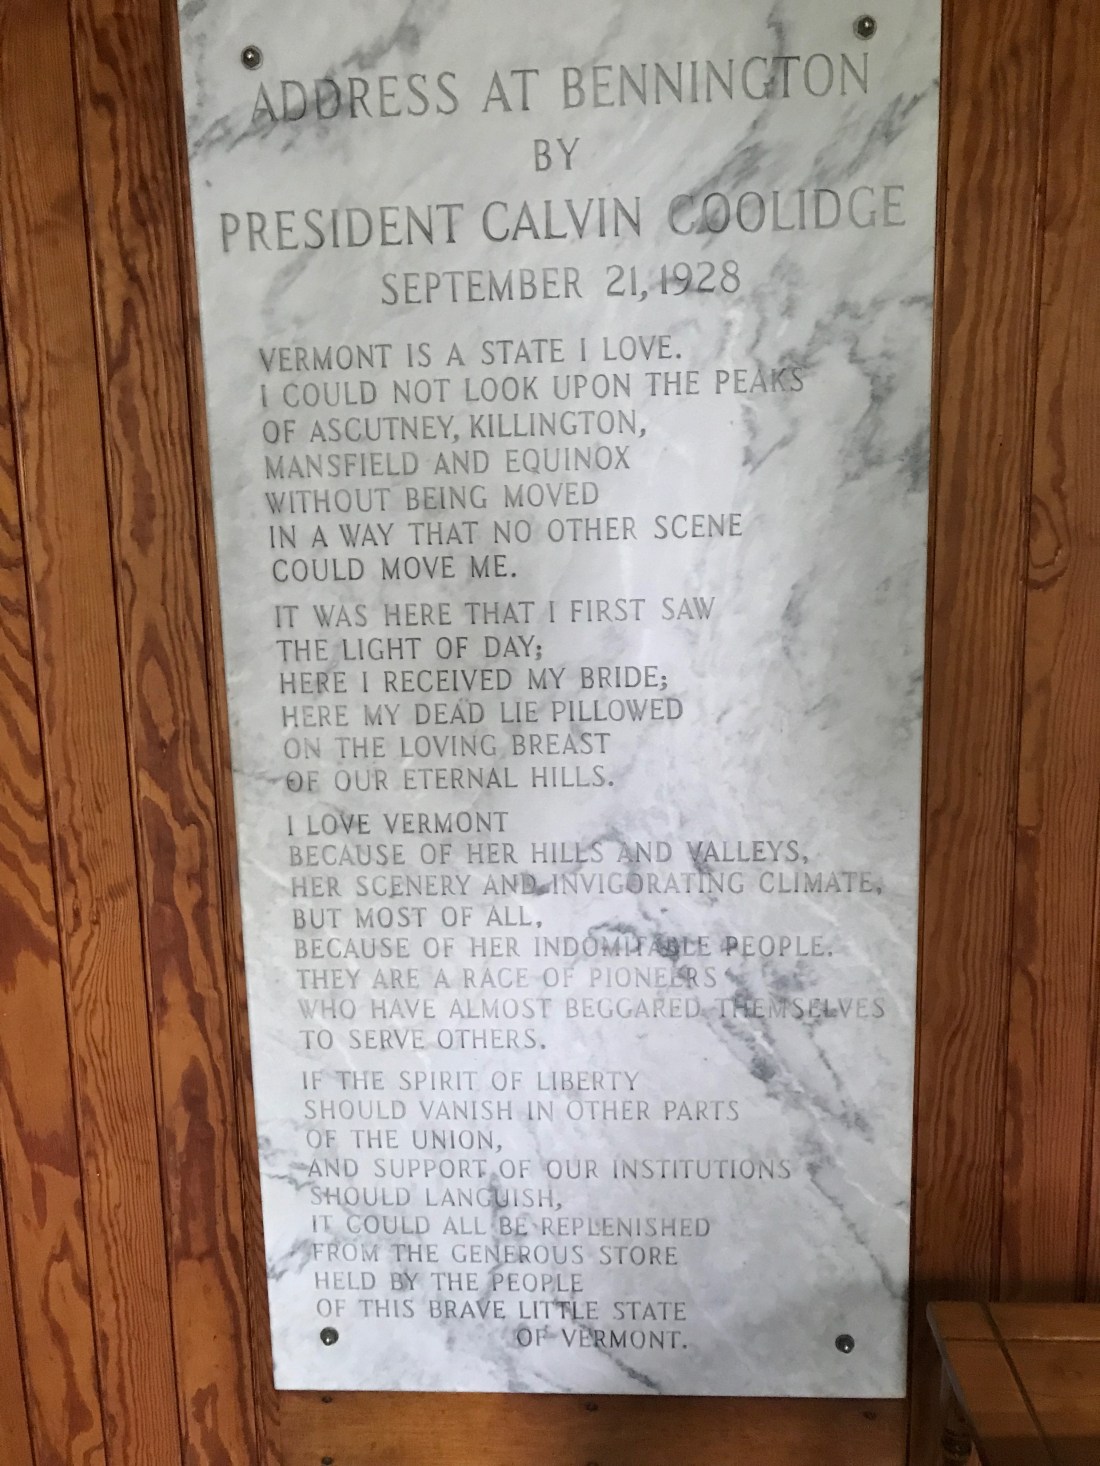 ADDRESS AT BENNINGTON
BY
PRESIDENT CALVIN COOLIDGE
SEPTEMBER 21, 1928
VERMONT IS A STATE I LOVE.
I COULD NOT LOOK UPON THE PEAKS
OF ASCUTNEY, KILLINGTON,
MANSFIELD AND EQUINOX
WITHOUT BEING MOVED
IN A WAY THAT NO OTHER SCENE
COULD MOVE ME.
IT WAS HERE THAT I FIRST SAW
THE LIGHT OF DAY;
HERE I RECEIVED MY BRIDE;
HERE MY DEAD LIE PILLOWED
ON THE LOVING BREAST
OF OUR ETERNAL HILLS.
I LOVE VERMONT
BECAUSE OF HER HILLS AND VALLEYS,
HER SCENERY AND INVIGORATING CLIMATE,
BUT MOST OF ALL,
BECAUSE OF HER INDOMITABLE PEOPLE.
THEY ARE A RACE OF PIONEERS
WHO HAVE ALMOST BEGGARED THEMSELVES
TO SERVE OTHERS.
IF THE SPIRIT OF LIBERTY
SHOULD VANISH IN OTHER PARTS
OF THE UNION,
AND SUPPORT OF OUR INSTITUTIONS
SHOULD LANGUISH,
IT COULD ALL BE REPLENISHED
FROM THE GENEROUS STORE
HELD BY THE PEOPLE
OF THIS BRAVE LITTLE STATE
OF VERMONT.